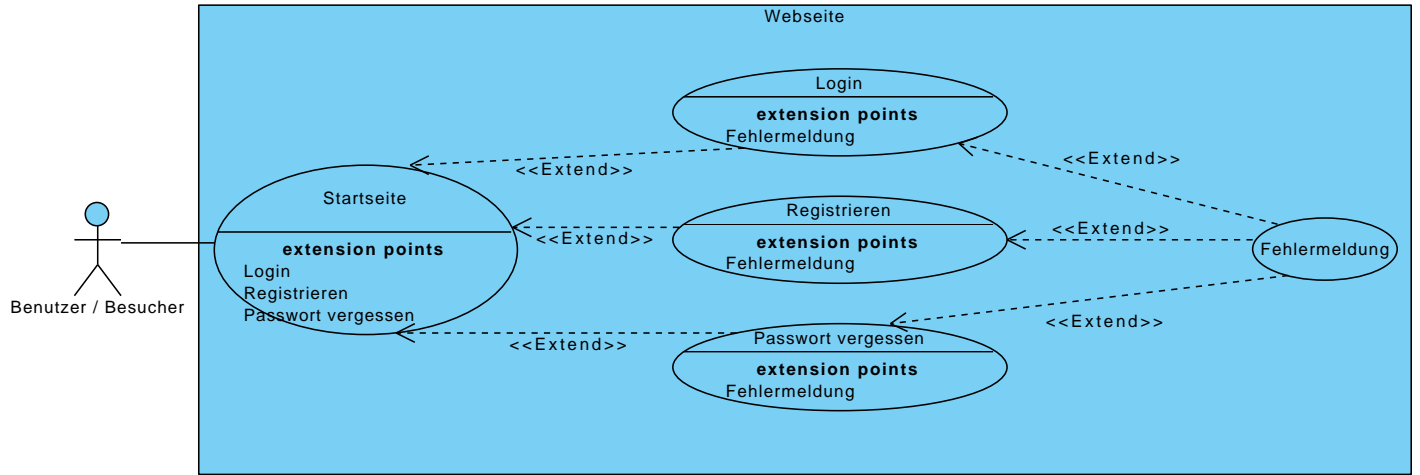 Webseite
Login
extension points
Fehlermeldung
<<Extend>>
<<Extend>>
Startseite
extension points
Login
Registrieren
Passwort vergessen
Registrieren
extension points
Fehlermeldung
<<Extend>>
<<Extend>>
Fehlermeldung
Benutzer / Besucher
<<Extend>>
<<Extend>>
Passwort vergessen
extension points
Fehlermeldung